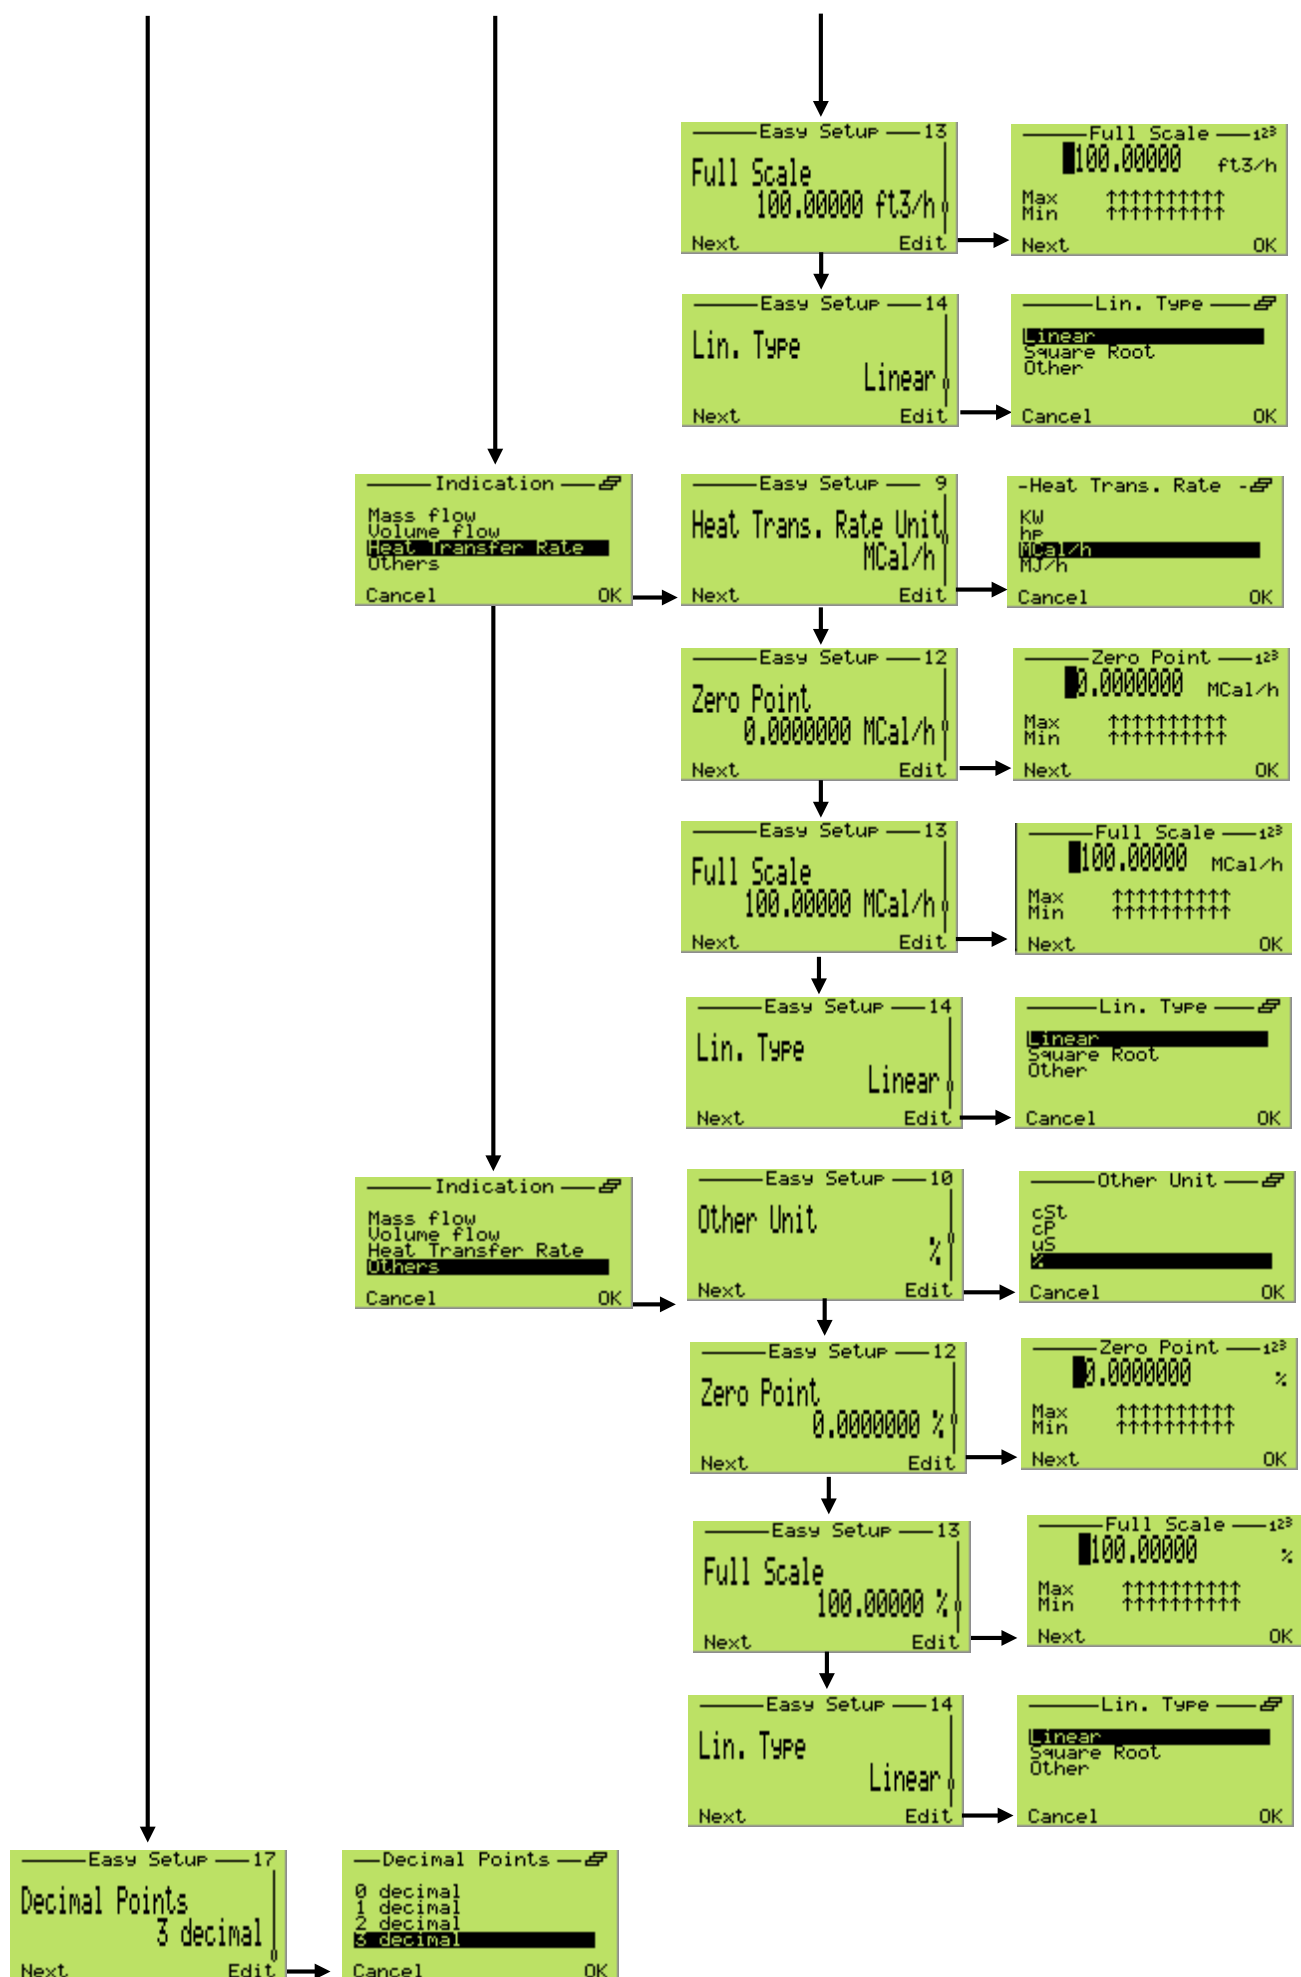 Easy Setup 13
Full Scale
100.00000 ft3/h
Next Edit
Full Scale 123
100.00000 ft3/h
Max ↑↑↑↑↑↑↑↑↑↑
Min ↑↑↑↑↑↑↑↑↑↑
Next OK
Easy Setup 14
Lin. Type
Linear
Next Edit
Lin. Type
Linear
Square Root
Other
Cancel OK
Indication
Mass flow
Volume flow
Heat Transfer Rate
Others
Cancel OK
Easy Setup 9
Heat Trans. Rate Unit
MCal/h
Next Edit
-Heat Trans. Rate -
KW
hp
MCal/h
MJ/h
Cancel OK
Easy Setup 12
Zero Point
0.0000000 MCal/h
Next Edit
Zero Point 123
0.0000000 MCal/h
Max ↑↑↑↑↑↑↑↑↑↑
Min ↑↑↑↑↑↑↑↑↑↑
Next OK
Easy Setup 13
Full Scale
100.00000 MCal/h
Next Edit
Full Scale 123
100.00000 MCal/h
Max ↑↑↑↑↑↑↑↑↑↑
Min ↑↑↑↑↑↑↑↑↑↑
Next OK
Easy Setup 14
Lin. Type
Linear
Next Edit
Lin. Type
Linear
Square Root
Other
Cancel OK
Indication
Mass flow
Volume flow
Heat Transfer Rate
Others
Cancel OK
Easy Setup 10
Other Unit
%
Next Edit
Other Unit
cSt
cP
uS
%
Cancel OK
Easy Setup 12
Zero Point
0.0000000 %
Next Edit
Zero Point 123
0.0000000 %
Max ↑↑↑↑↑↑↑↑↑↑
Min ↑↑↑↑↑↑↑↑↑↑
Next OK
Easy Setup 13
Full Scale
100.00000 %
Next Edit
Full Scale 123
100.00000 %
Max ↑↑↑↑↑↑↑↑↑↑
Min ↑↑↑↑↑↑↑↑↑↑
Next OK
Easy Setup 14
Lin. Type
Linear
Next Edit
Lin. Type
Linear
Square Root
Other
Cancel OK
Easy Setup 17
Decimal Points
3 decimal
Next Edit
Decimal Points
0 decimal
1 decimal
2 decimal
3 decimal
Cancel OK